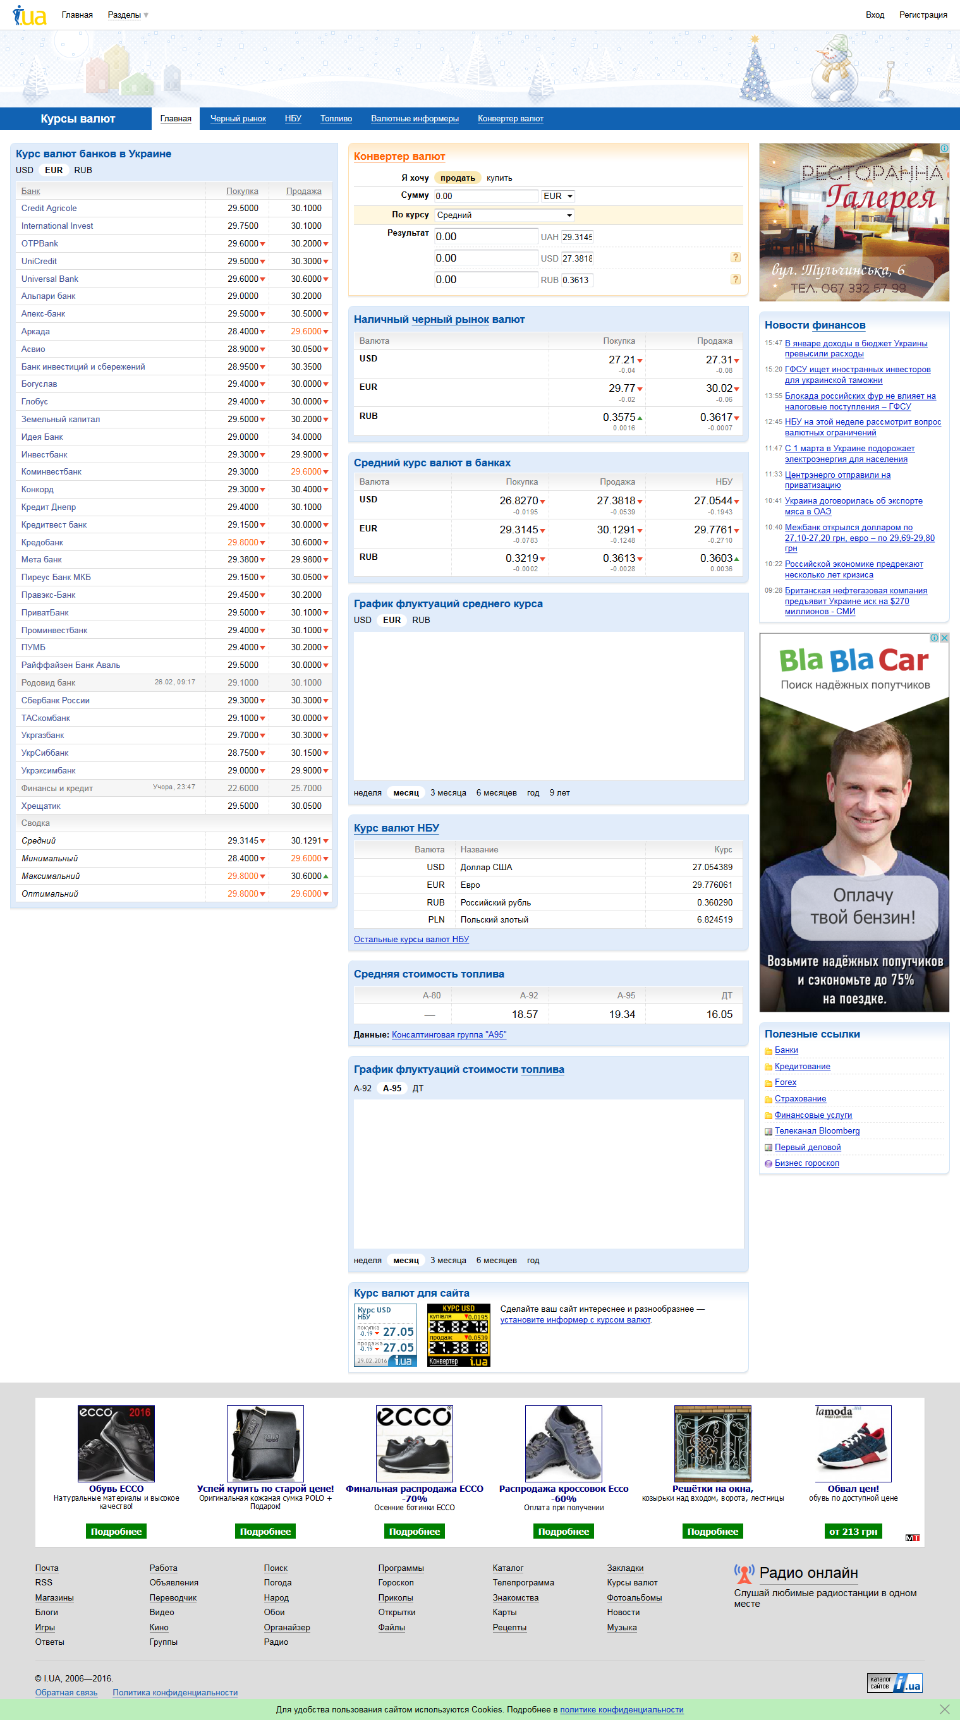 i.ua Главная Разделы ▾ Вход Регистрация
Курсы валют Главная Черный рынок НБУ Топливо Валютные информеры Конвертер валют
Курс валют банков в Украине
USD EUR RUB
Банк Покупка Продажа
Credit Agricole 29.5000 30.1000
International Invest 29.7500 30.1000
OTPBank 29.6000 30.2000
UniCredit 29.5000 30.3000
Universal Bank 29.6000 30.6000
Альпари банк 29.0000 30.2000
Апекс-банк 29.5000 30.5000
Аркада 28.4000 29.6000
Асвио 28.9000 30.0500
Банк инвестиций и сбережений 28.9500 30.3500
Богуслав 29.4000 30.0000
Глобус 29.4000 30.0000
Земельный капитал 29.5000 30.2000
Идея Банк 29.0000 34.0000
Инвестбанк 29.3000 29.9000
Коминвестбанк 29.3000 29.6000
Конкорд 29.3000 30.4000
Кредит Днепр 29.4000 30.1000
Кредитвест банк 29.1500 30.0000
Кредобанк 29.8000 30.6000
Мета банк 29.3800 29.9800
Пиреус Банк МКБ 29.1500 30.0500
Правэкс-Банк 29.4500 30.2000
ПриватБанк 29.5000 30.1000
Проминвестбанк 29.4000 30.1000
ПУМБ 29.4000 30.2000
Райффайзен Банк Аваль 29.5000 30.0000
Родовид банк 26.02, 09:17 29.1000 30.1000
Сбербанк России 29.3000 30.3000
ТАСкомбанк 29.1000 30.0000
Укргазбанк 29.7000 30.3000
УкрСиббанк 28.7500 30.1500
Укрэксимбанк 29.0000 29.9000
Финансы и кредит Учора, 23:47 22.6000 25.7000
Хрещатик 29.5000 30.0500
Сводка
Средний 29.3145 30.1291
Минимальный 28.4000 29.6000
Максимальный 29.8000 30.6000
Оптимальный 29.8000 29.6000
Конвертер валют
Я хочу продать купить
Сумму 0.00 EUR
По курсу Средний
Результат 0.00 UAH 29.3145
0.00 USD 27.3818 ?
0.00 RUB 0.3613 ?
Наличный черный рынок валют
Валюта Покупка Продажа
USD 27.21 27.31
-0.04 -0.08
EUR 29.77 30.02
-0.02 -0.06
RUB 0.3575 0.3617
0.0016 -0.0007
Средний курс валют в банках
Валюта Покупка Продажа НБУ
USD 26.8270 27.3818 27.0544
-0.0195 -0.0539 -0.1943
EUR 29.3145 30.1291 29.7761
-0.0783 -0.1248 -0.2710
RUB 0.3219 0.3613 0.3603
-0.0002 -0.0028 0.0036
График флуктуаций среднего курса
USD EUR RUB
неделя месяц 3 месяца 6 месяцев год 9 лет
Курс валют НБУ
Валюта Название Курс
USD Доллар США 27.054389
EUR Евро 29.776061
RUB Российский рубль 0.360290
PLN Польский злотый 6.824519
Остальные курсы валют НБУ
Средняя стоимость топлива
А-80 А-92 А-95 ДТ
— 18.57 19.34 16.05
Данные: Консалтинговая группа "А95"
График флуктуаций стоимости топлива
А-92 А-95 ДТ
неделя месяц 3 месяца 6 месяцев год
Курс валют для сайта
Курс USD
НБУ
покупка
-0.19 27.05
продажа
-0.19 27.05
29.02.2016 i.ua
КУРС USD
купівля 0.0195
26.8270
продаж 0.0539
27.3818
Конвертер i.ua
Сделайте ваш сайт интереснее и разнообразнее —
установите информер с курсом валют.
РЕСТОРАННА
Галерея
вул. Тульчинська, 6
ТЕЛ. 067 332 57 99
Новости финансов
15:47 В январе доходы в бюджет Украины
превысили расходы
15:20 ГФСУ ищет иностранных инвесторов
для украинской таможни
13:55 Блокада российских фур не влияет на
налоговые поступления – ГФСУ
12:45 НБУ на этой неделе рассмотрит вопрос
валютных ограничений
11:47 С 1 марта в Украине подорожает
электроэнергия для населения
11:33 Центрэнерго отправили на
приватизацию
10:41 Украина договорилась об экспорте
мяса в ОАЭ
10:40 Межбанк открылся долларом по
27,10-27,20 грн, евро – по 29,69-29,80
грн
10:22 Российской экономике предрекают
несколько лет кризиса
09:26 Британская нефтегазовая компания
предъявит Украине иск на $270
миллионов - СМИ
Bla Bla Car
Поиск надёжных попутчиков
Оплачу
твой бензин!
Возьмите надёжных попутчиков
и сэкономьте до 75%
на поездке.
Полезные ссылки
Банки
Кредитование
Forex
Страхование
Финансовые услуги
Телеканал Bloomberg
Первый деловой
Бизнес гороскоп
ecco 2016
Обувь ECCO
Натуральные материалы и высокое
качество!
Подробнее
Успей купить по старой цене!
Оригинальная кожаная сумка POLO +
Подарок!
Подробнее
ecco
Финальная распродажа ECCO
-70%
Осенние ботинки ECCO
Подробнее
Распродажа кроссовок Ecco
-60%
Оплата при получении
Подробнее
Решётки на окна,
козырьки над входом, ворота, лестницы
Подробнее
lamoda
Обвал цен!
обувь по доступной цене
от 213 грн
МТ
Почта Работа Поиск Программы Каталог Закладки
RSS Объявления Погода Гороскоп Телепрограмма Курсы валют
Магазины Переводчик Народ Приколы Знакомства Фотоальбомы
Блоги Видео Обои Открытки Карты Новости
Игры Кино Органайзер Файлы Рецепты Музыка
Ответы Группы Радио
Радио онлайн
Слушай любимые радиостанции в одном
месте
© I.UA, 2006—2016.
Обратная связь Политика конфиденциальности
каталог
сайтов i.ua
Для удобства пользования сайтом используются Cookies. Подробнее в политике конфиденциальности